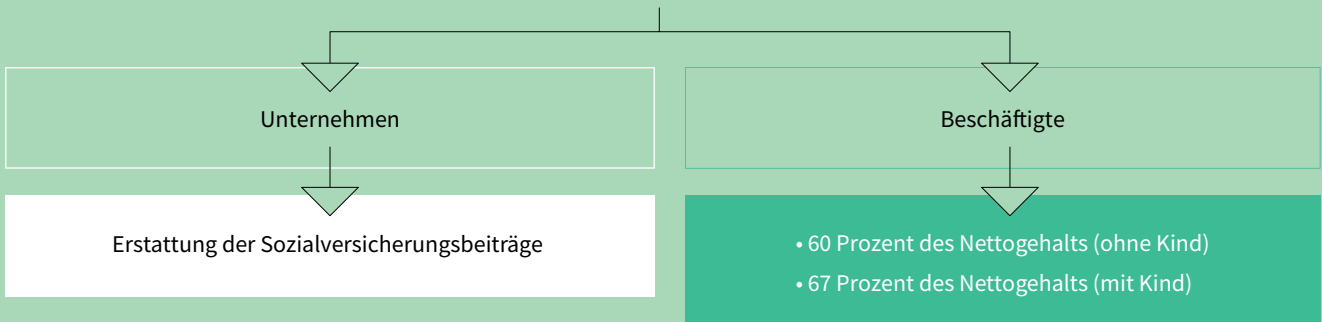 Unternehmen
Beschäftigte
Erstattung der Sozialversicherungsbeiträge
• 60 Prozent des Nettogehalts (ohne Kind)
• 67 Prozent des Nettogehalts (mit Kind)